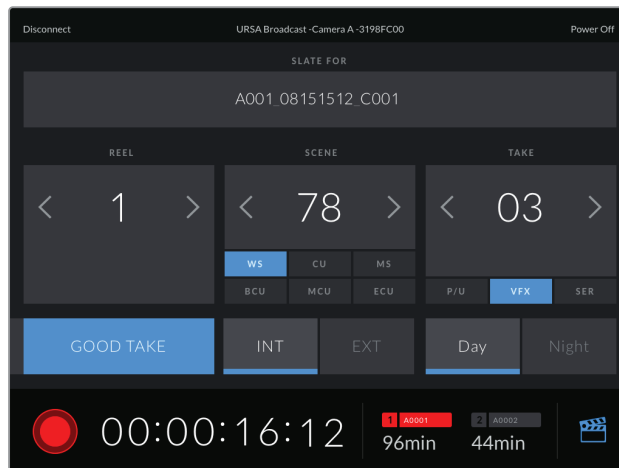 Disconnect URSA Broadcast -Camera A -3198FC00 Power Off
SLATE FOR
A001_08151512_C001
REEL SCENE TAKE
1 78 03
WS CU MS
BCU MCU ECU P/U VFX SER
GOOD TAKE INT EXT Day Night
00:00:16:12 1 A0001 2 A0002
96min 44min